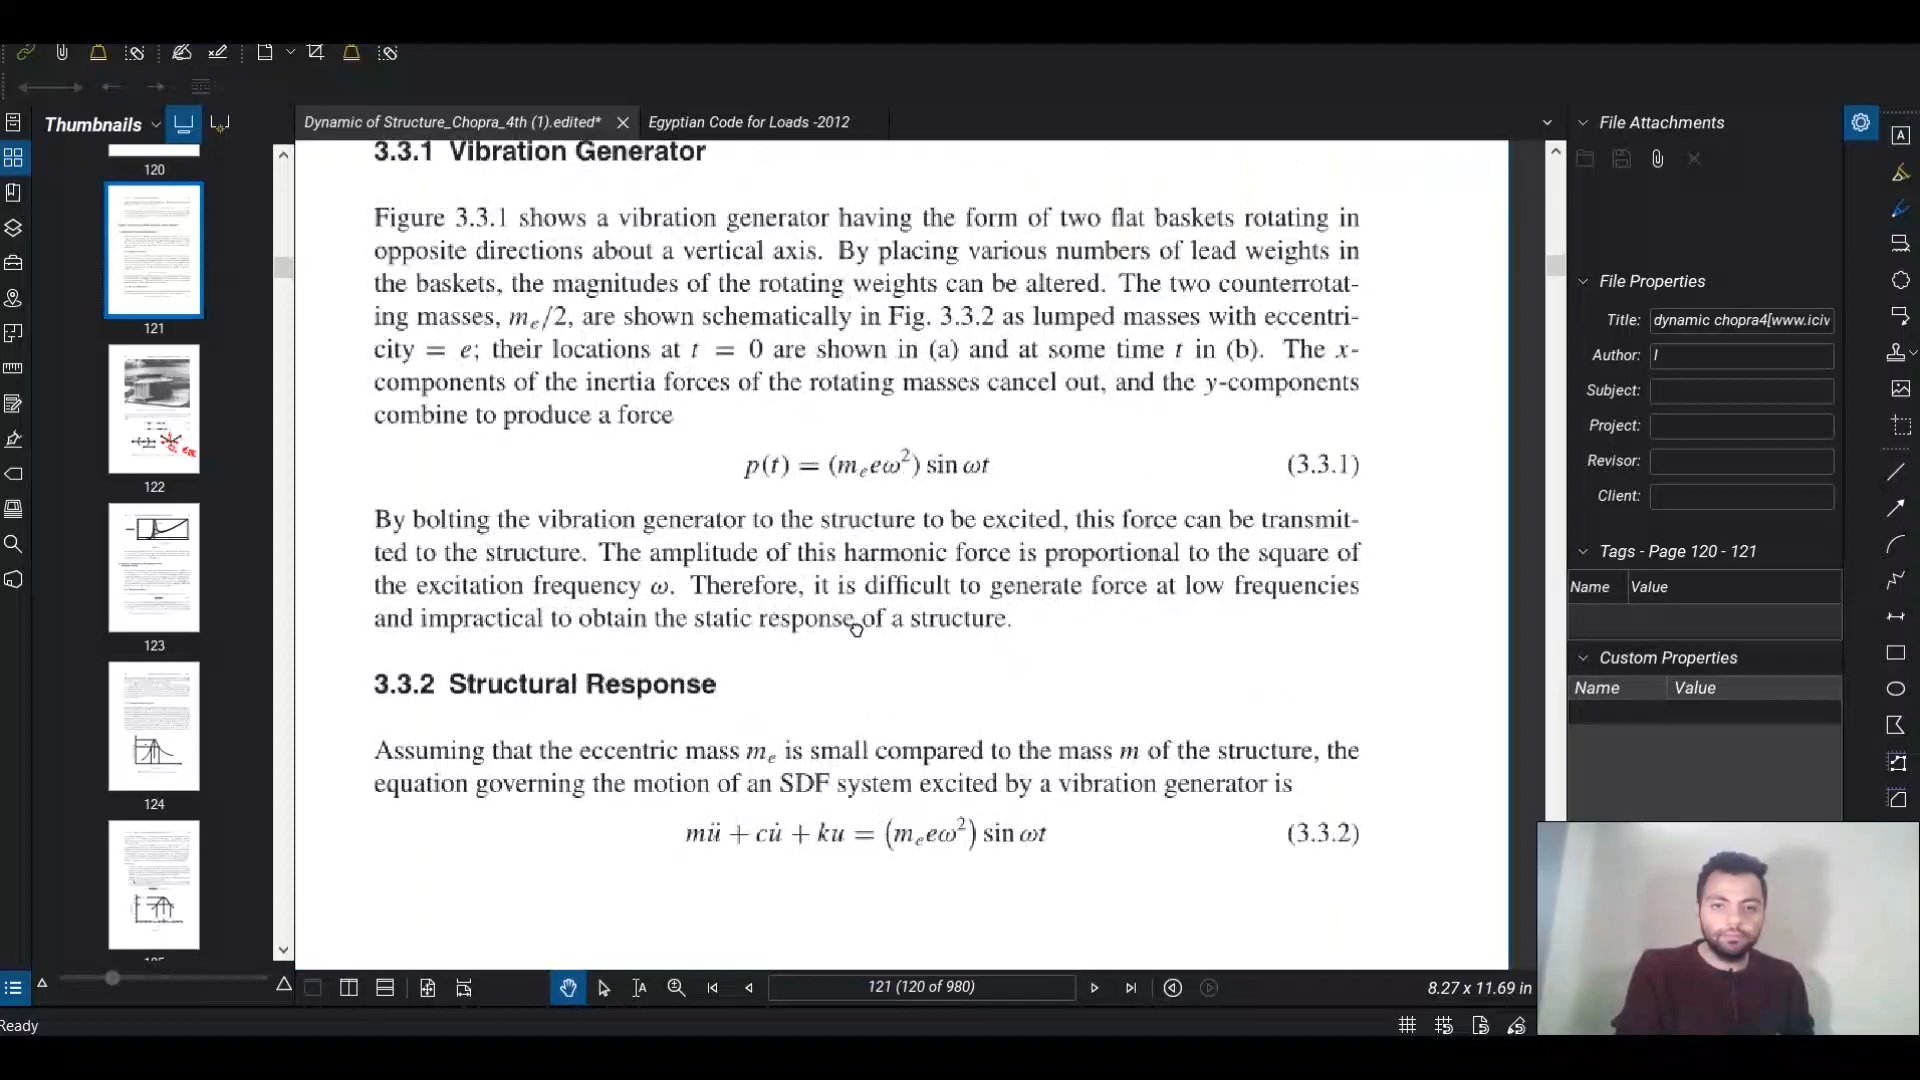 Thumbnails
120
121
122
123
124
Dynamic of Structure_Chopra_4th (1).edited*
Egyptian Code for Loads -2012
3.3.1 Vibration Generator
Figure 3.3.1 shows a vibration generator having the form of two flat baskets rotating in
opposite directions about a vertical axis. By placing various numbers of lead weights in
the baskets, the magnitudes of the rotating weights can be altered. The two counterrotat-
ing masses, mₑ/2, are shown schematically in Fig. 3.3.2 as lumped masses with eccentri-
city = e; their locations at t = 0 are shown in (a) and at some time t in (b). The x-
components of the inertia forces of the rotating masses cancel out, and the y-components
combine to produce a force
p(t) = (mₑeω²) sin ωt (3.3.1)
By bolting the vibration generator to the structure to be excited, this force can be transmit-
ted to the structure. The amplitude of this harmonic force is proportional to the square of
the excitation frequency ω. Therefore, it is difficult to generate force at low frequencies
and impractical to obtain the static response of a structure.
3.3.2 Structural Response
Assuming that the eccentric mass mₑ is small compared to the mass m of the structure, the
equation governing the motion of an SDF system excited by a vibration generator is
mü + cu̇ + ku = (mₑeω²) sin ωt (3.3.2)
File Attachments
File Properties
Title: dynamic chopra4[www.iciv
Author: I
Subject:
Project:
Revisor:
Client:
Tags - Page 120 - 121
Name Value
Custom Properties
Name Value
121 (120 of 980)
8.27 x 11.69 in
Ready